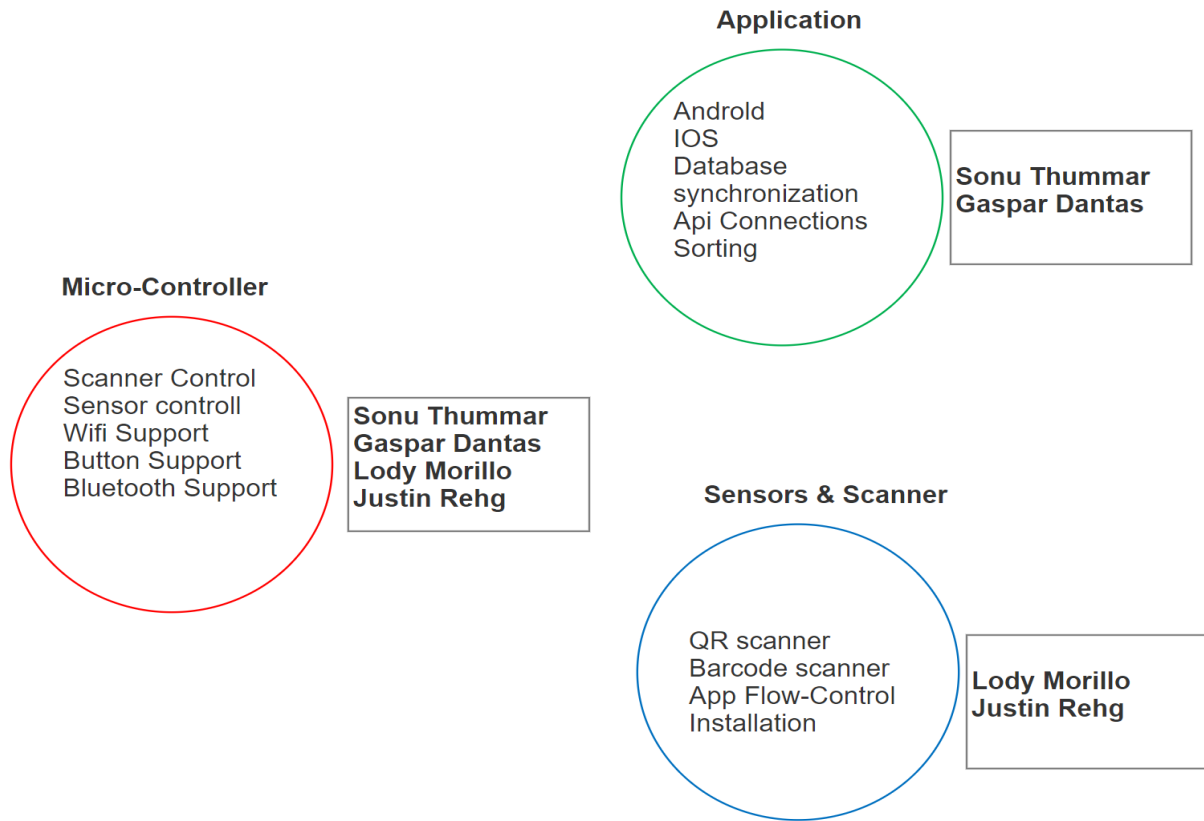 Application
Androld
IOS
Database
synchronization
Api Connections
Sorting
Sonu Thummar
Gaspar Dantas
Micro-Controller
Scanner Control
Sensor controll
Wifi Support
Button Support
Bluetooth Support
Sonu Thummar
Gaspar Dantas
Lody Morillo
Justin Rehg
Sensors & Scanner
QR scanner
Barcode scanner
App Flow-Control
Installation
Lody Morillo
Justin Rehg